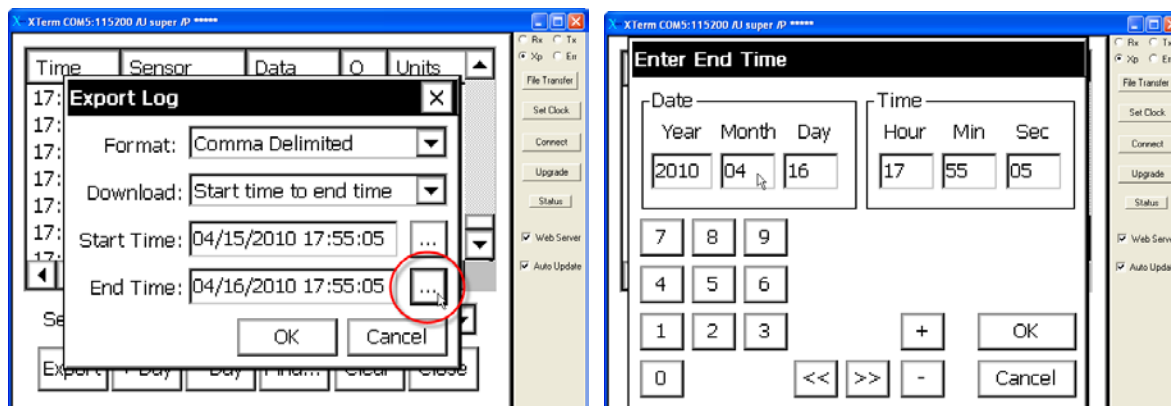 XTerm COM5:115200 /U super /P *****
Rx Tx
Xp Err
File Transfer
Set Clock
Connect
Upgrade
Status
Web Server
Auto Update
Time Sensor Data O Units
17:
17:
17:
17:
17:
17:
17:
Export Log X
Format: Comma Delimited
Download: Start time to end time
Start Time: 04/15/2010 17:55:05 ...
End Time: 04/16/2010 17:55:05 ...
OK Cancel
Se
Export + Day - Day Find... Clear Close
XTerm COM5:115200 /U super /P *****
Rx Tx
Xp Err
File Transfer
Set Clock
Connect
Upgrade
Status
Web Serve
Auto Upda
Enter End Time
Date
Year Month Day
2010 04 16
Time
Hour Min Sec
17 55 05
7 8 9
4 5 6
1 2 3 + OK
0 << >> - Cancel